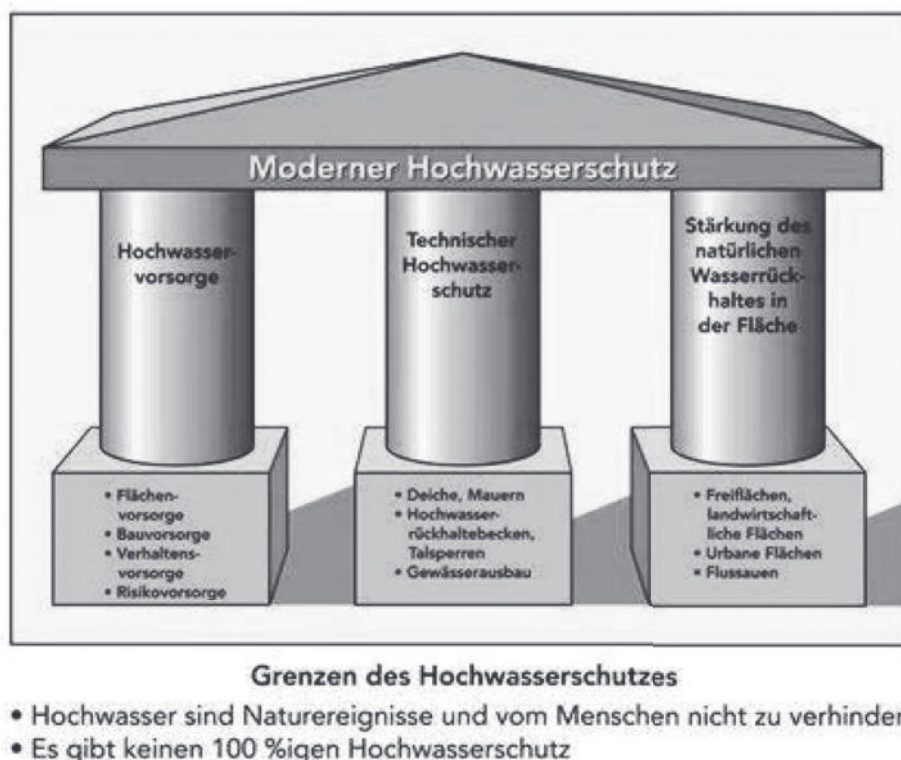 Moderner Hochwasserschutz
Hochwasser-
vorsorge
Technischer
Hochwasser-
schutz
Stärkung des
natürlichen
Wasserrück-
haltes in
der Fläche
• Flächen-
vorsorge
• Bauvorsorge
• Verhaltens-
vorsorge
• Risikovorsorge
• Deiche, Mauern
• Hochwasser-
rückhaltebecken,
Talsperren
• Gewässerausbau
• Freiflächen,
landwirtschaft-
liche Flächen
• Urbane Flächen
• Flussauen
Grenzen des Hochwasserschutzes
• Hochwasser sind Naturereignisse und vom Menschen nicht zu verhinder
• Es gibt keinen 100 %igen Hochwasserschutz